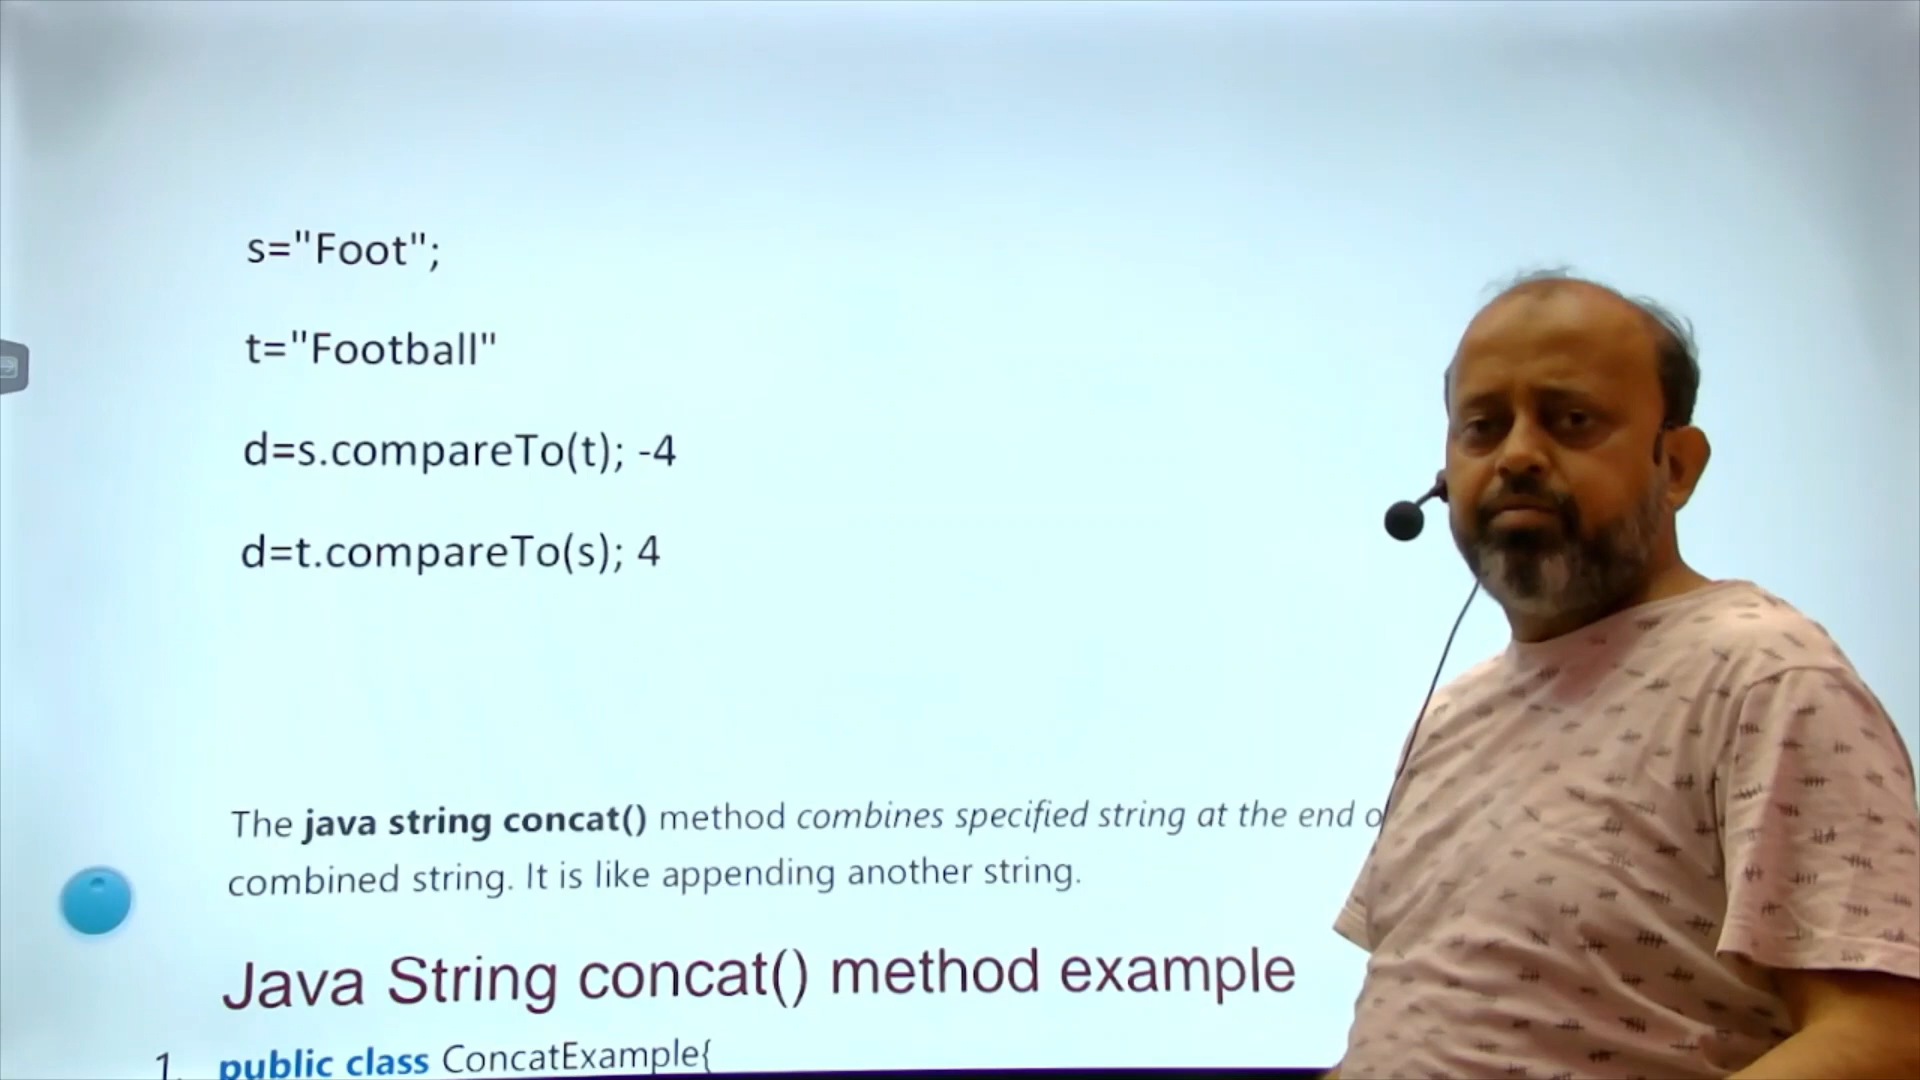 s="Foot";
t="Football"
d=s.compareTo(t); -4
d=t.compareTo(s); 4
The java string concat() method combines specified string at the end
combined string. It is like appending another string.
Java String concat() method example
1. public class ConcatExample{